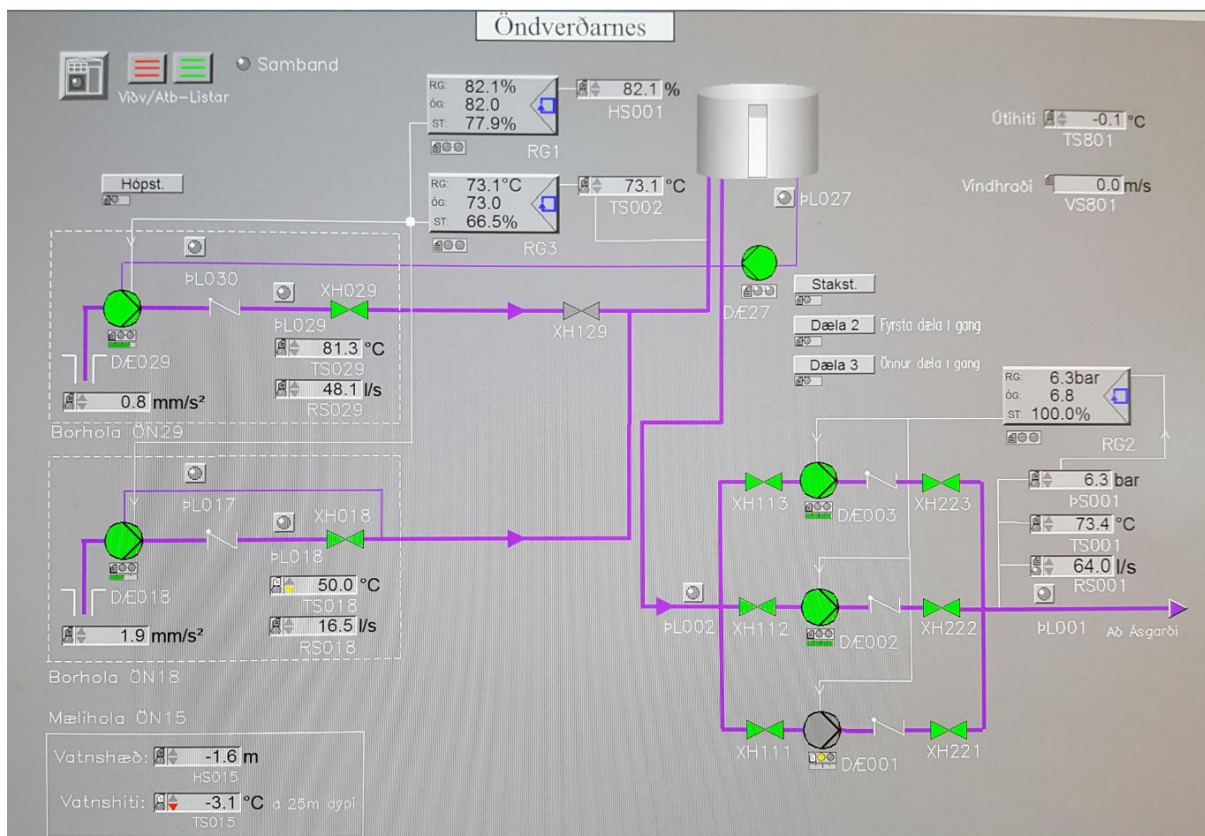 Öndverðarnes
Samband
Viðv/Atb-Listar
RG: 82.1%
ÓG: 82.0
ST: 77.9%
RG1
82.1 %
HS001
RG: 73.1°C
ÓG: 73.0
ST: 66.5%
RG3
73.1 °C
TS002
Útihiti -0.1 °C
TS801
Vindhraði 0.0 m/s
VS801
Hópst.
ÞL027
ÞL030
DÆ27
XH029
ÞL029
XH129
DÆ029
81.3 °C
TS029
48.1 l/s
RS029
0.8 mm/s²
Borhola ÖN29
Stakst.
Dæla 2 Fyrsta dæla í gang
Dæla 3 Önnur dæla í gang
RG: 6.3bar
ÓG: 6.8
ST: 100.0%
RG2
ÞL017
XH018
ÞL018
DÆ018
50.0 °C
TS018
16.5 l/s
RS018
1.9 mm/s²
Borhola ÖN18
XH113
DÆ003
XH223
6.3 bar
ÞS001
73.4 °C
TS001
64.0 l/s
RS001
ÞL002
XH112
DÆ002
XH222
ÞL001
Að Ásgarði
XH111
DÆ001
XH221
Mælihola ÖN15
Vatnshæð: -1.6 m
HS015
Vatnshiti: -3.1 °C á 25m dýpi
TS015